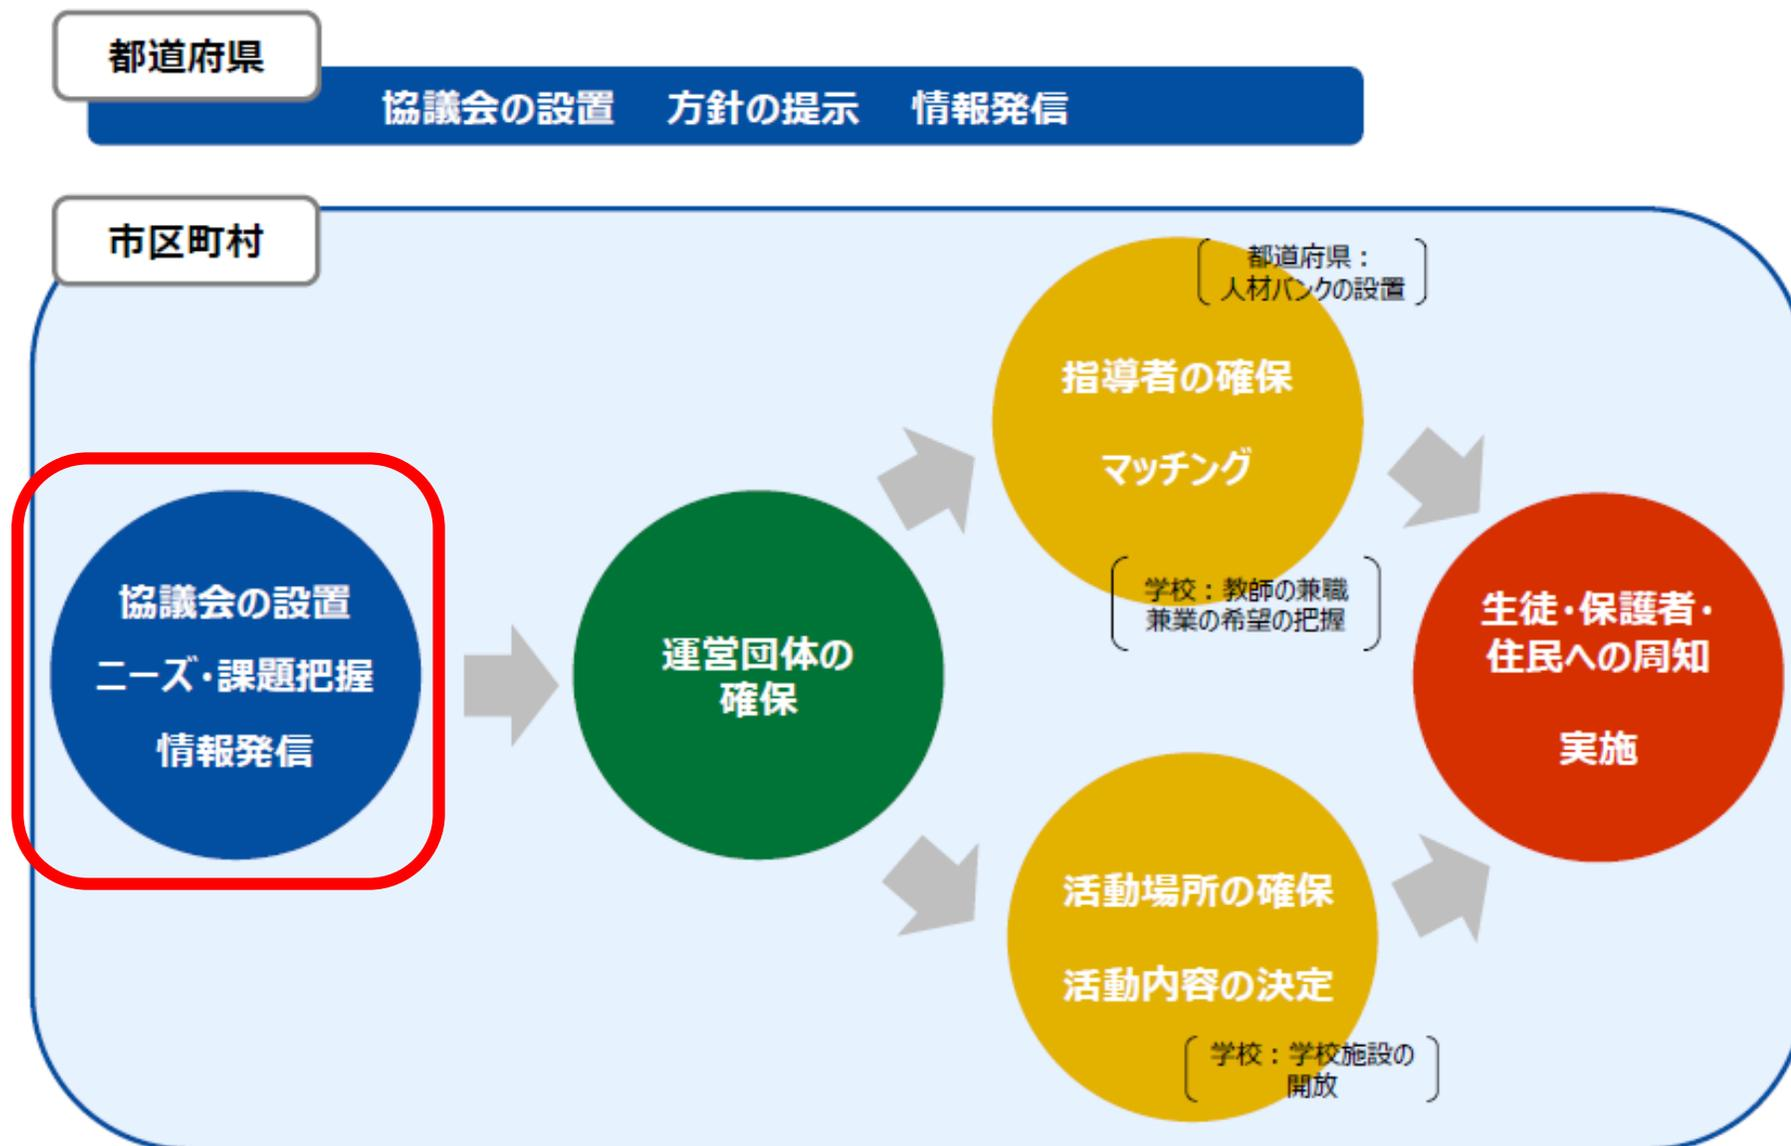 都道府県
協議会の設置 方針の提示 情報発信
市区町村
協議会の設置
ニーズ・課題把握
情報発信
運営団体の
確保
都道府県：
人材バンクの設置
指導者の確保
マッチング
学校：教師の兼職
兼業の希望の把握
活動場所の確保
活動内容の決定
学校：学校施設の
開放
生徒・保護者・
住民への周知
実施